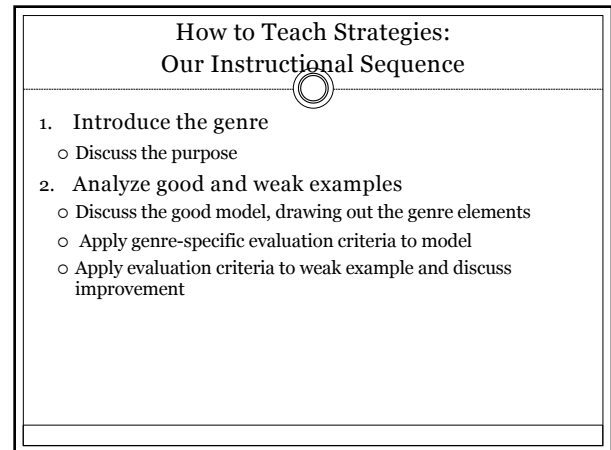 How to Teach Strategies:
Our Instructional Sequence
1. Introduce the genre
○ Discuss the purpose
2. Analyze good and weak examples
○ Discuss the good model, drawing out the genre elements
○ Apply genre-specific evaluation criteria to model
○ Apply evaluation criteria to weak example and discuss
improvement